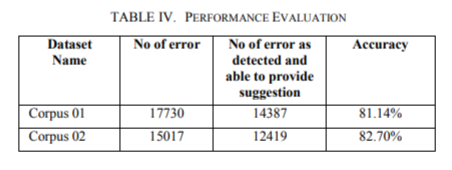 TABLE IV. PERFORMANCE EVALUATION
Dataset Name No of error No of error as detected and able to provide suggestion Accuracy
Corpus 01 17730 14387 81.14%
Corpus 02 15017 12419 82.70%